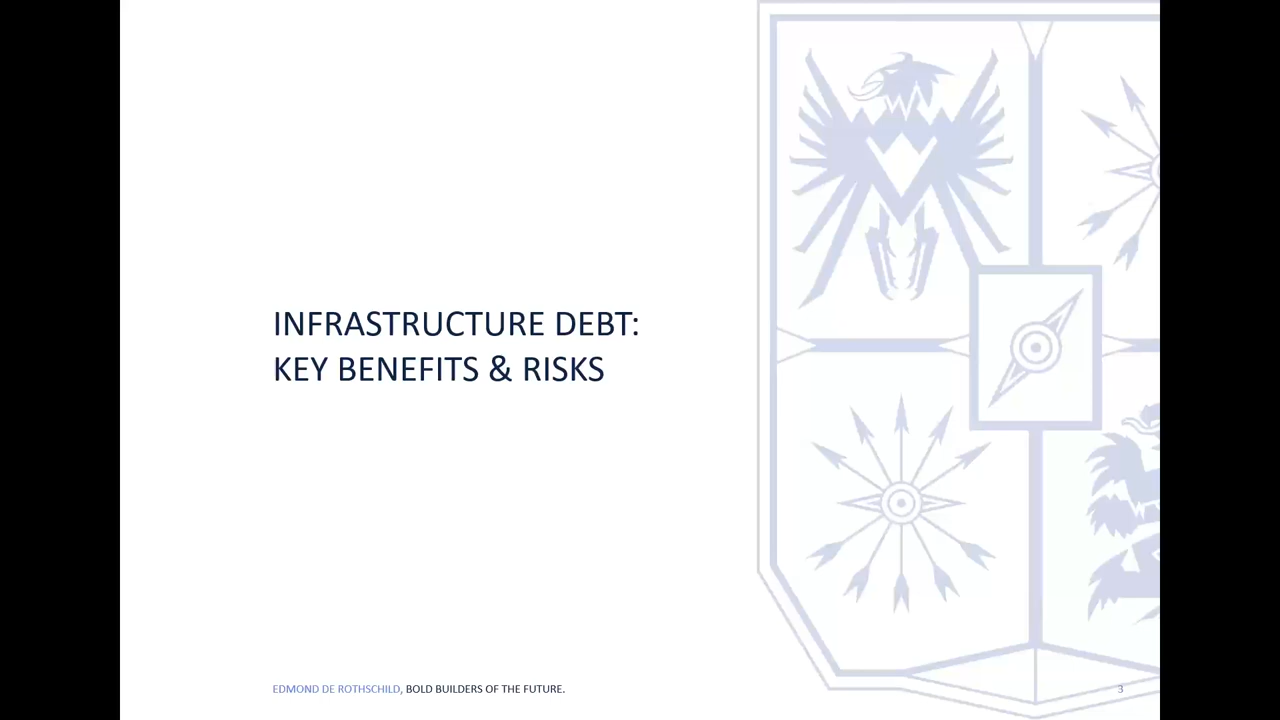 INFRASTRUCTURE DEBT:
KEY BENEFITS & RISKS
EDMOND DE ROTHSCHILD, BOLD BUILDERS OF THE FUTURE.
3